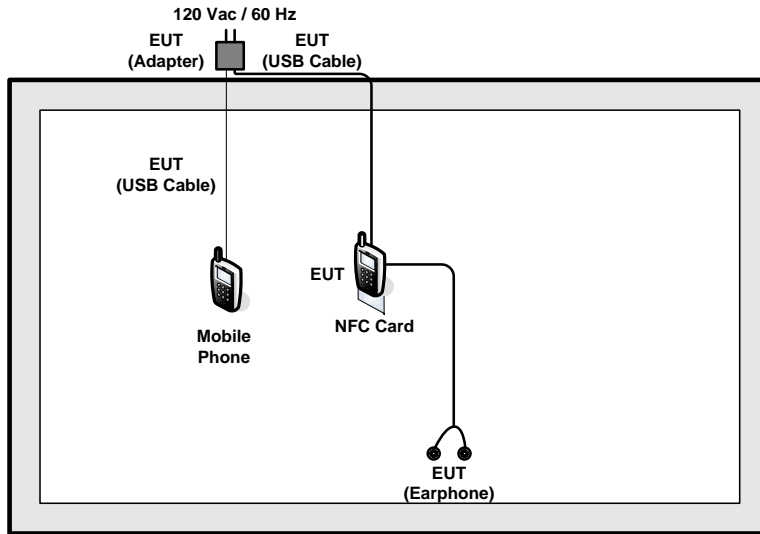 120 Vac / 60 Hz
EUT
(Adapter)
EUT
(USB Cable)
EUT
(USB Cable)
EUT
Mobile
Phone
NFC Card
EUT
(Earphone)